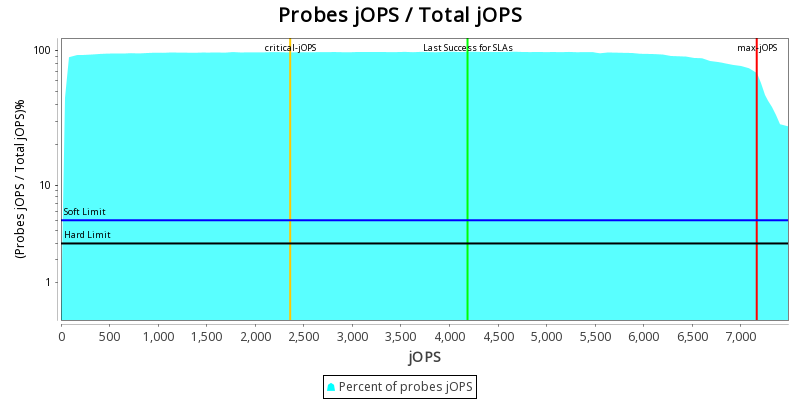 Probes jOPS / Total jOPS
(Probes jOPS / Total jOPS)%
100
10
1
critical-jOPS
Last Success for SLAs
max-jOPS
Soft Limit
Hard Limit
0 500 1,000 1,500 2,000 2,500 3,000 3,500 4,000 4,500 5,000 5,500 6,000 6,500 7,000
jOPS
Percent of probes jOPS